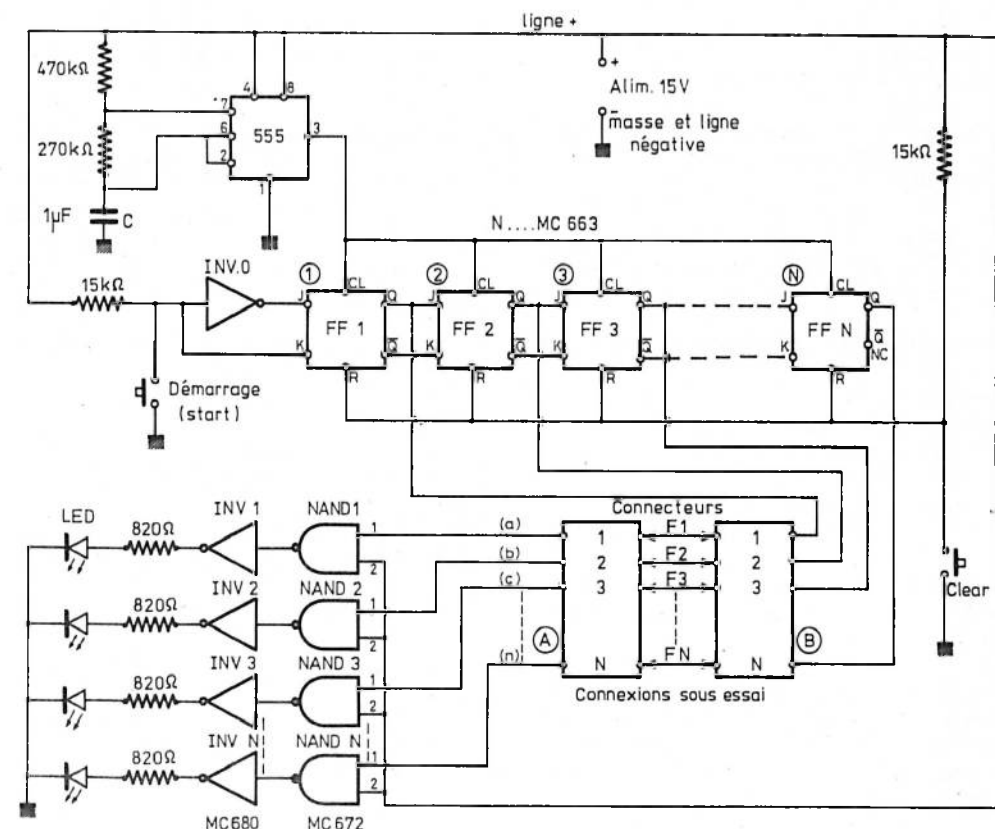 ligne +
470kΩ
4
8
7
6
2
555
3
1
270kΩ
1µF
C
+
Alim. 15V
-
masse et ligne
négative
15kΩ
N....MC 663
INV.0
15kΩ
1
2
3
N
J
CL
Q
K
Q̅
R
FF 1
J
CL
Q
K
Q̅
R
FF 2
J
CL
Q
K
Q̅
R
FF 3
J
CL
Q
K
Q̅
NC
R
FF N
Démarrage
(start)
Clear
Connecteurs
LED
820Ω
INV 1
NAND1
1
2
(a)
1
F1
1
820Ω
INV 2
NAND 2
1
2
(b)
2
F2
2
820Ω
INV 3
NAND 3
1
2
(c)
3
F3
3
A
B
820Ω
INV N
NAND N
1
2
(n)
N
FN
N
Connexions sous essai
MC680
MC672